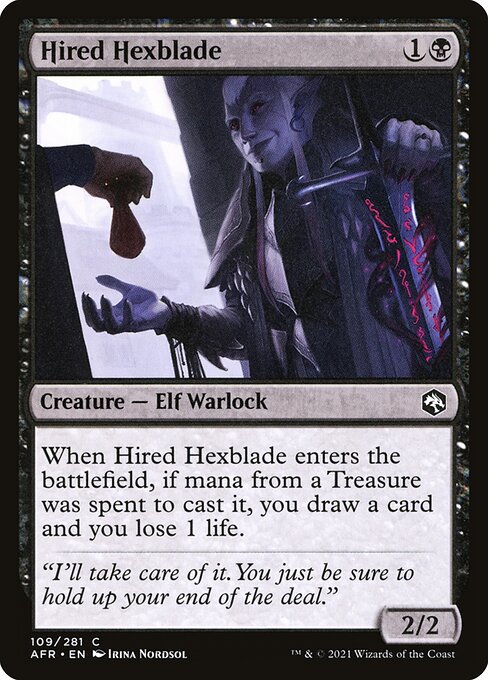 Hired Hexblade 1
Creature — Elf Warlock
When Hired Hexblade enters the
battlefield, if mana from a Treasure
was spent to cast it, you draw a card
and you lose 1 life.
“I’ll take care of it. You just be sure to
hold up your end of the deal.”
2/2
109/281 C
AFR • EN Irina Nordsol ™ & © 2021 Wizards of the Coast